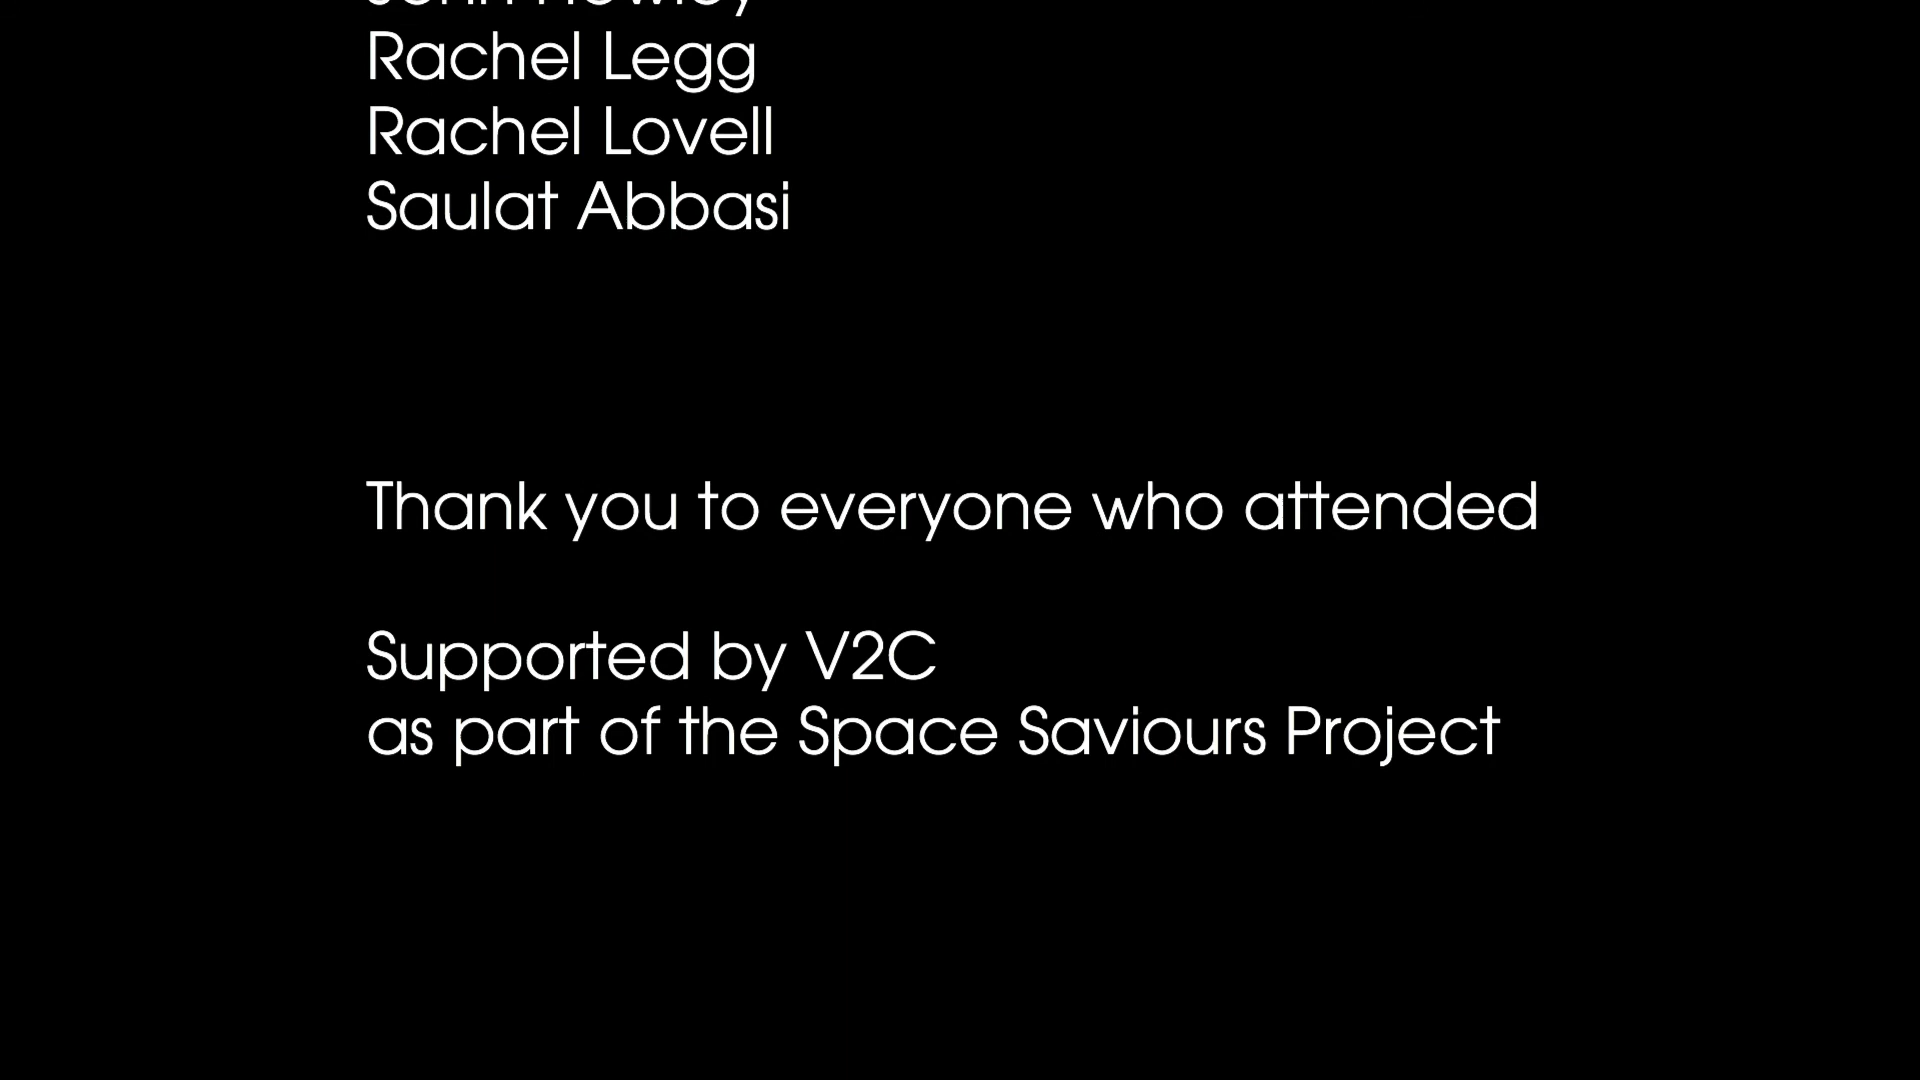 Rachel Legg
Rachel Lovell
Saulat Abbasi
Thank you to everyone who attended
Supported by V2C
as part of the Space Saviours Project